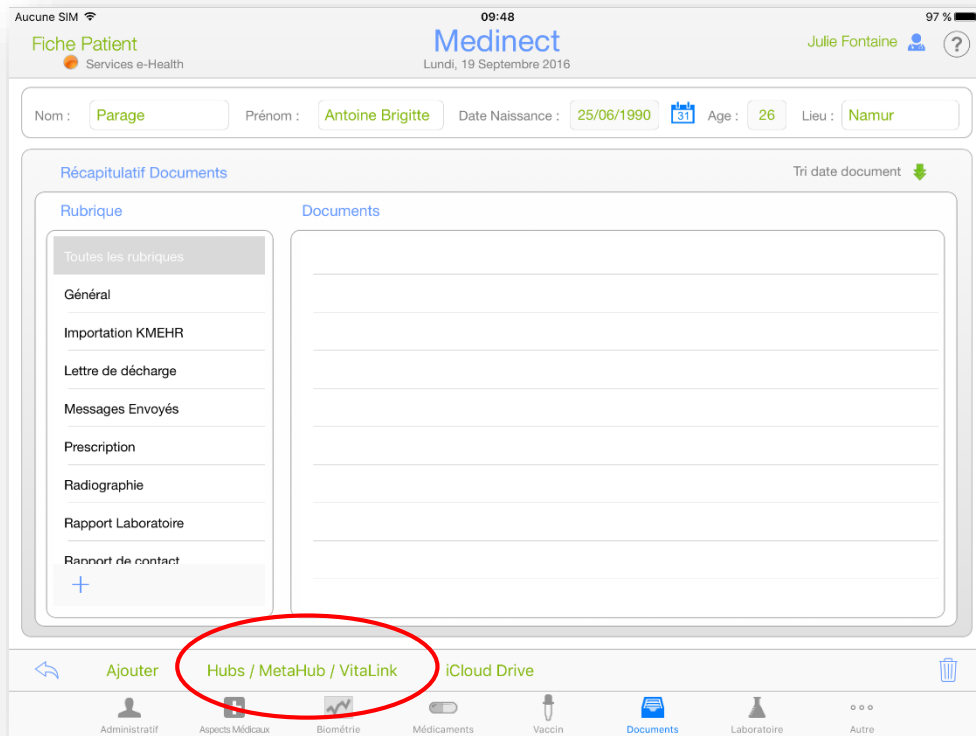 Aucune SIM 09:48 97 %
Fiche Patient Medinect Julie Fontaine ?
Services e-Health Lundi, 19 Septembre 2016
Nom : Parage Prénom : Antoine Brigitte Date Naissance : 25/06/1990 31 Age : 26 Lieu : Namur
Récapitulatif Documents Tri date document
Rubrique Documents
Toutes les rubriques
Général
Importation KMEHR
Lettre de décharge
Messages Envoyés
Prescription
Radiographie
Rapport Laboratoire
Rapport de contact
+
Ajouter Hubs / MetaHub / VitaLink iCloud Drive
Administratif Aspects Médicaux Biométrie Médicaments Vaccin Documents Laboratoire Autre